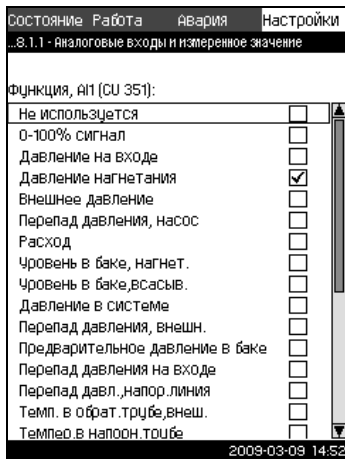 Состояние Работа Авария Настройки
...8.1.1 - Аналоговые входы и измеренное значение
Функция, AI1 (CU 351):
Не используется
0-100% сигнал
Давление на входе
Давление нагнетания
Внешнее давление
Перепад давления, насос
Расход
Уровень в баке, нагнет.
Уровень в баке,всасыв.
Давление в системе
Перепад давления, внешн.
Предварительное давление в баке
Перепад давления на входе
Перепад давл.,напор.линия
Темп. в обрат.трубе,внеш.
Темпер.в напорн.трубе
2009-03-09 14:52